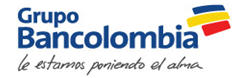 Grupo
Bancolombia
le estamos poniendo el alma